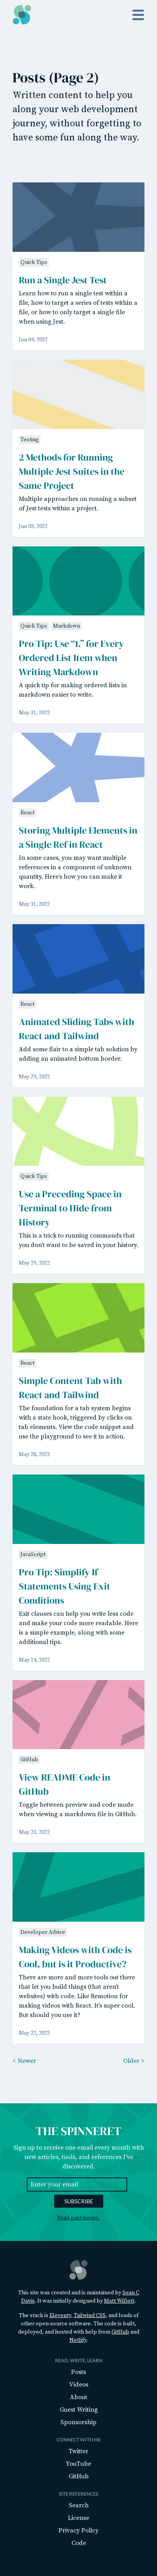 Posts (Page 2)
Written content to help you
along your web development
journey, without forgetting to
have some fun along the way.
Quick Tips
Run a Single Jest Test
Learn how to run a single test within a
file, how to target a series of tests within a
file, or how to only target a single file
when using Jest.
Jun 04, 2022
Testing
2 Methods for Running
Multiple Jest Suites in the
Same Project
Multiple approaches on running a subset
of Jest tests within a project.
Jun 02, 2022
Quick Tips Markdown
Pro Tip: Use “1.” for Every
Ordered List Item when
Writing Markdown
A quick tip for making ordered lists in
markdown easier to write.
May 31, 2022
React
Storing Multiple Elements in
a Single Ref in React
In some cases, you may want multiple
references in a component of unknown
quanity. Here's how you can make it
work.
May 31, 2022
React
Animated Sliding Tabs with
React and Tailwind
Add some flair to a simple tab solution by
adding an animated bottom border.
May 29, 2022
Quick Tips
Use a Preceding Space in
Terminal to Hide from
History
This is a trick to running commands that
you don't want to be saved in your history.
May 29, 2022
React
Simple Content Tab with
React and Tailwind
The foundation for a tab system begins
with a state hook, triggered by clicks on
tab elements. View the code snippet and
use the playground to see it in action.
May 28, 2022
JavaScript
Pro Tip: Simplify If
Statements Using Exit
Conditions
Exit clauses can help you write less code
and make your code more readable. Here
is a simple example, along with some
additional tips.
May 24, 2022
GitHub
View README Code in
GitHub
Toggle between preview and code mode
when viewing a markdown file in GitHub.
May 23, 2022
Developer Advice
Making Videos with Code is
Cool, but is it Productive?
There are more and more tools out there
that let you build things (that aren't
websites) with code. Like Remotion for
making videos with React. It's super cool.
But should you use it?
May 22, 2022
< Newer Older >
THE SPINNERET
Sign up to receive one email every month with
new articles, tools, and references I've
discovered.
Enter your email
SUBSCRIBE
Read past issues.
This site was created and is maintained by Sean C
Davis. It was initially designed by Matt Willett.
The stack is Eleventy, Tailwind CSS, and loads of
other open-source software. The code is built,
deployed, and hosted with help from GitHub and
Netlify.
READ, WRITE, LEARN
Posts
Videos
About
Guest Writing
Sponsorship
CONNECT WITH ME
Twitter
YouTube
GitHub
SITE REFERENCES
Search
License
Privacy Policy
Code